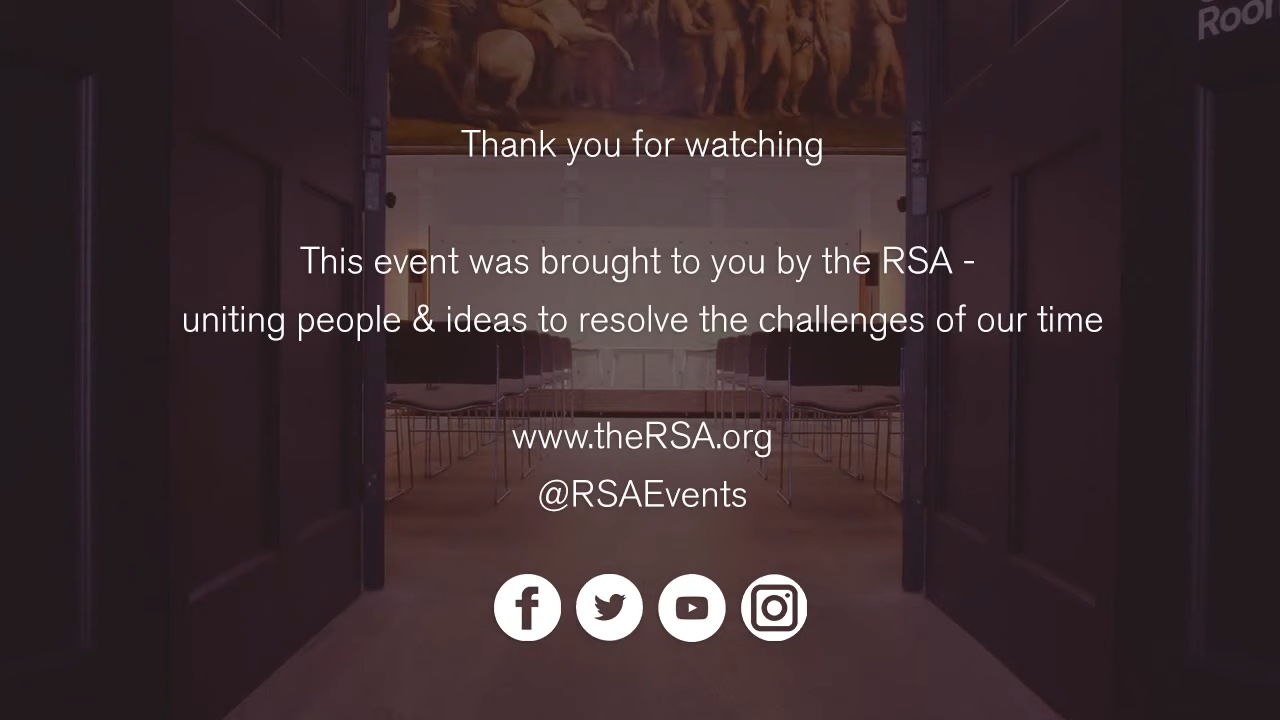 Room
Thank you for watching
This event was brought to you by the RSA -
uniting people & ideas to resolve the challenges of our time
www.theRSA.org
@RSAEvents